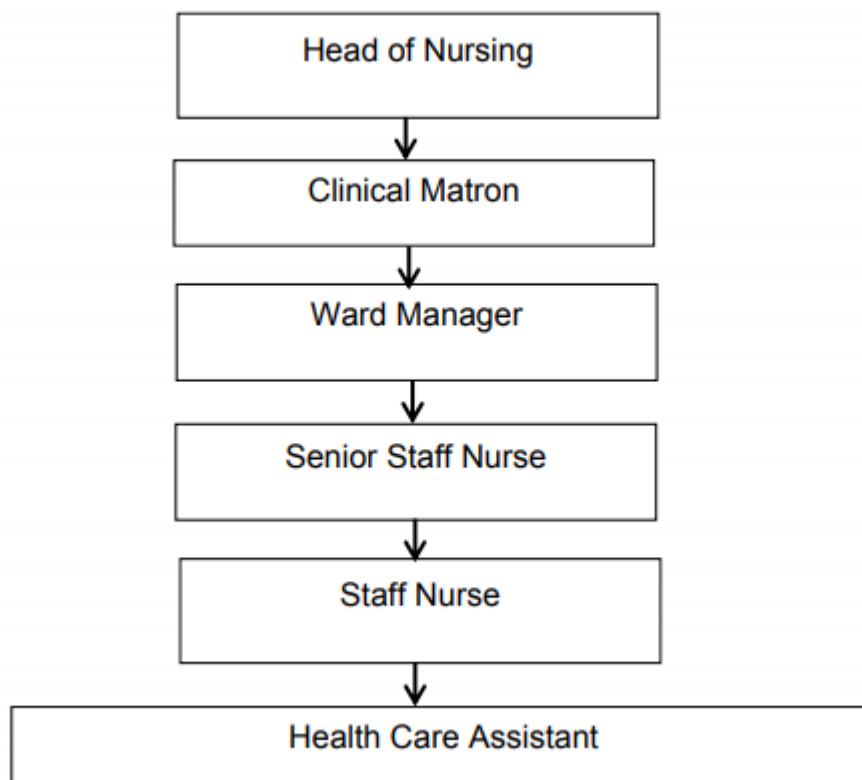 Head of Nursing
Clinical Matron
Ward Manager
Senior Staff Nurse
Staff Nurse
Health Care Assistant